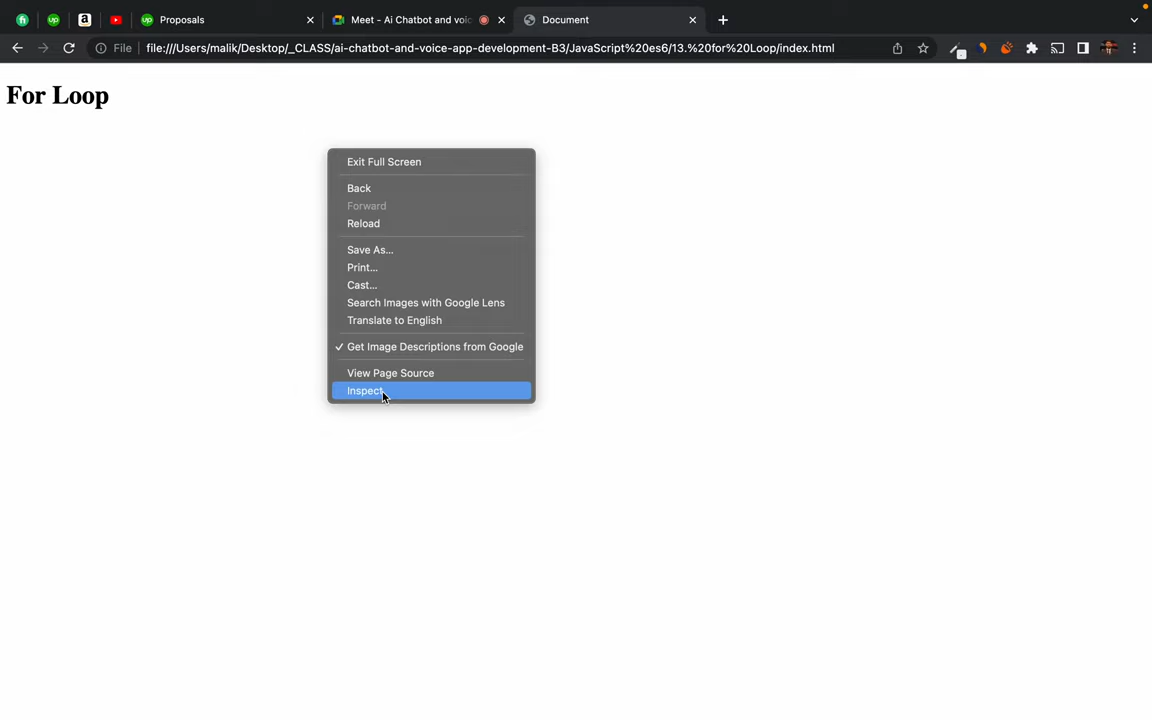 Proposals
Meet - Ai Chatbot and voic
Document
File
file:///Users/malik/Desktop/_CLASS/ai-chatbot-and-voice-app-development-B3/JavaScript%20es6/13.%20for%20Loop/index.html
For Loop
Exit Full Screen
Back
Forward
Reload
Save As...
Print...
Cast...
Search Images with Google Lens
Translate to English
✓ Get Image Descriptions from Google
View Page Source
Inspect